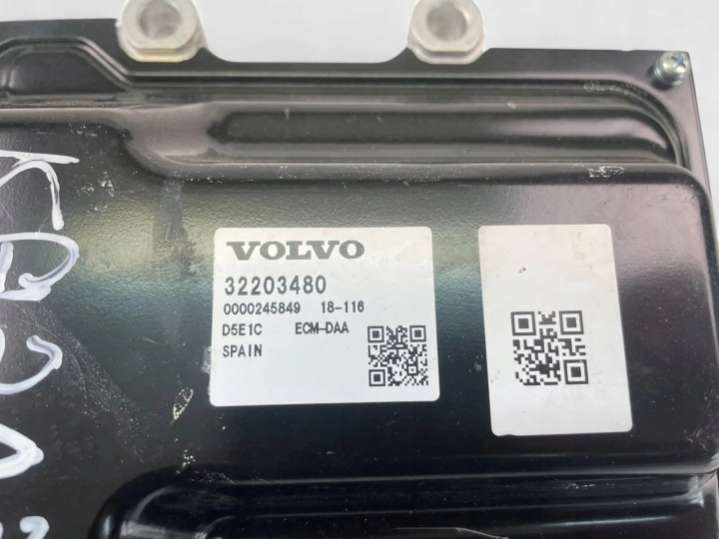 VOLVO
32203480
0000245849 18-116
D5E1C ECM-DAA
SPAIN